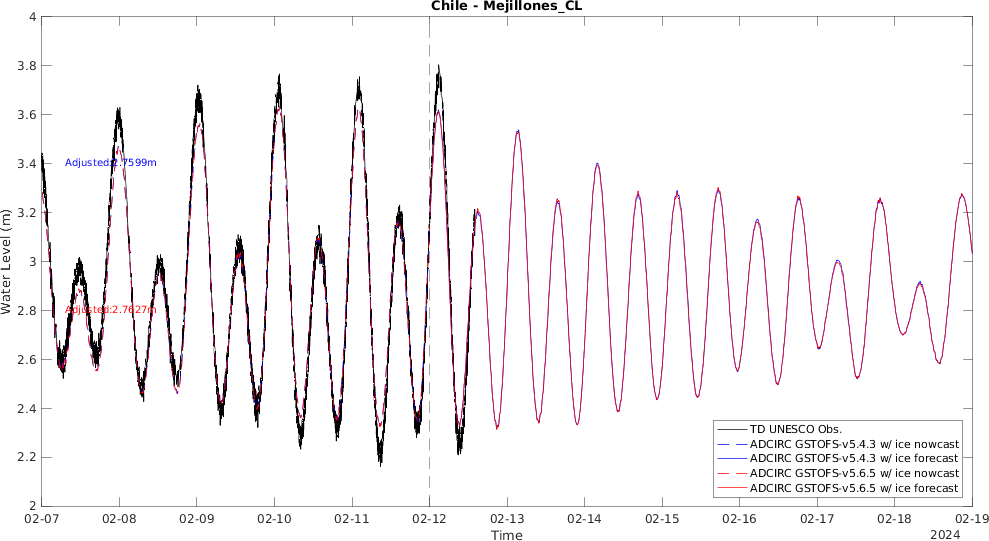 Chile - Mejillones_CL
4
3.8
3.6
3.4
3.2
3
2.8
2.6
2.4
2.2
2
Water Level (m)
Adjusted:2.7599m
Adjusted:2.7627m
TD UNESCO Obs.
ADCIRC GSTOFS-v5.4.3 w/ ice nowcast
ADCIRC GSTOFS-v5.4.3 w/ ice forecast
ADCIRC GSTOFS-v5.6.5 w/ ice nowcast
ADCIRC GSTOFS-v5.6.5 w/ ice forecast
02-07 02-08 02-09 02-10 02-11 02-12 02-13 02-14 02-15 02-16 02-17 02-18 02-19
Time
2024